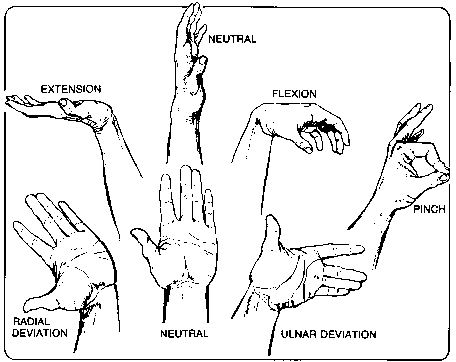 NEUTRAL
EXTENSION
FLEXION
PINCH
RADIAL
DEVIATION
NEUTRAL
ULNAR DEVIATION